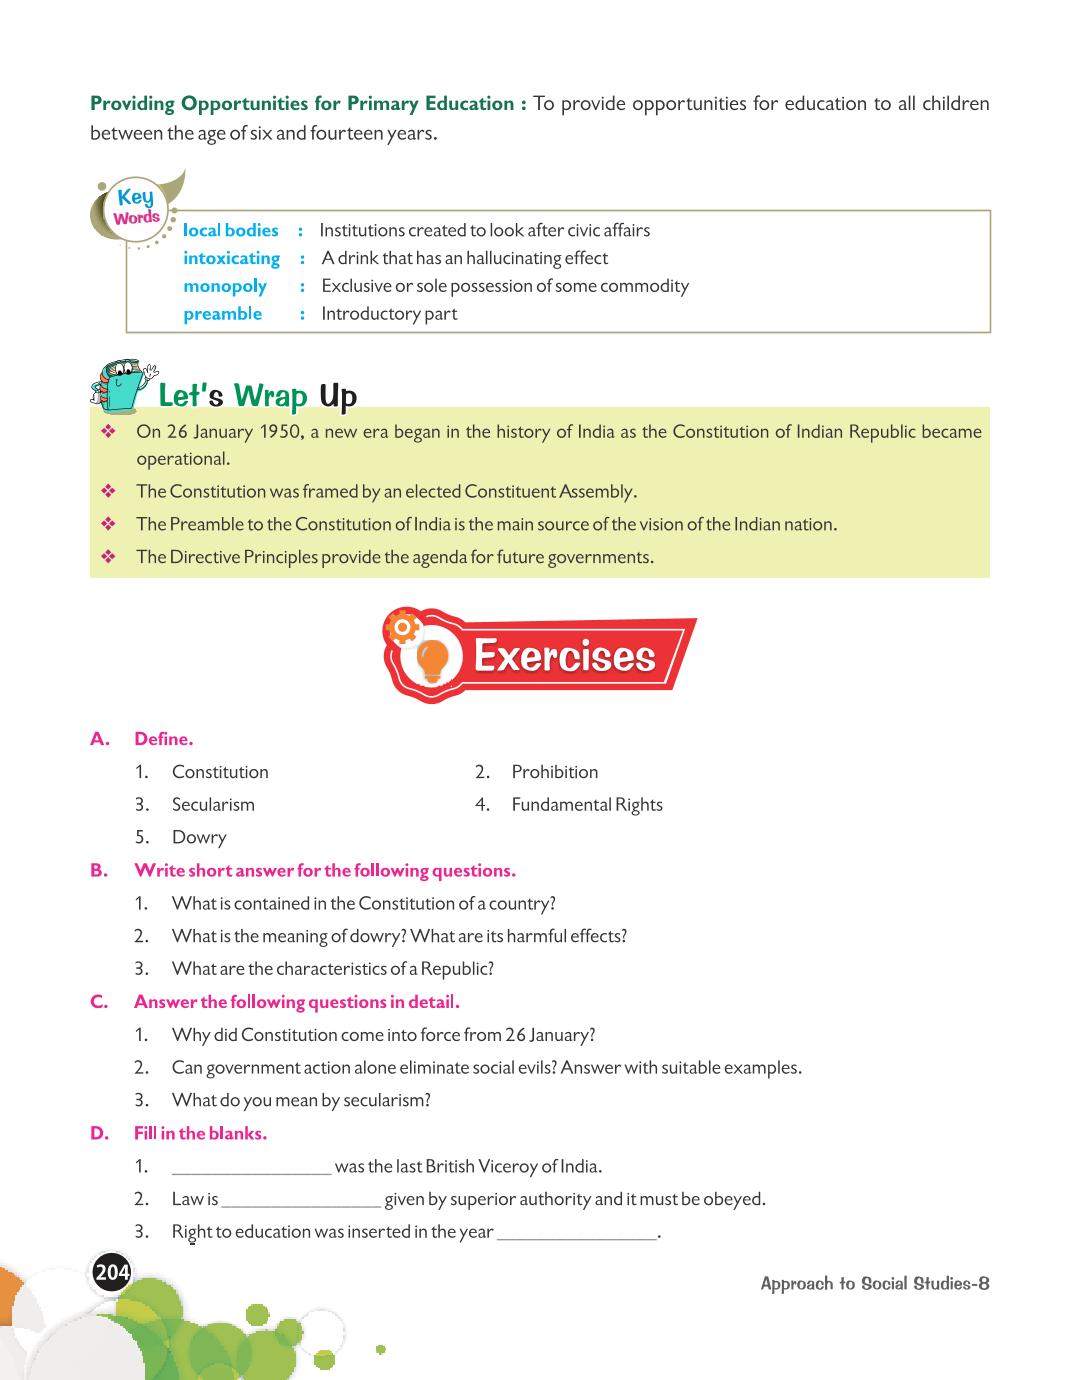 Providing Opportunities for Primary Education : To provide opportunities for education to all children
between the age of six and fourteen years.
Key
Words
local bodies : Institutions created to look after civic affairs
intoxicating : A drink that has an hallucinating effect
monopoly : Exclusive or sole possession of some commodity
preamble : Introductory part
Let's Wrap Up
❖ On 26 January 1950, a new era began in the history of India as the Constitution of Indian Republic became
operational.
❖ The Constitution was framed by an elected Constituent Assembly.
❖ The Preamble to the Constitution of India is the main source of the vision of the Indian nation.
❖ The Directive Principles provide the agenda for future governments.
Exercises
A. Define.
1. Constitution 2. Prohibition
3. Secularism 4. Fundamental Rights
5. Dowry
B. Write short answer for the following questions.
1. What is contained in the Constitution of a country?
2. What is the meaning of dowry? What are its harmful effects?
3. What are the characteristics of a Republic?
C. Answer the following questions in detail.
1. Why did Constitution come into force from 26 January?
2. Can government action alone eliminate social evils? Answer with suitable examples.
3. What do you mean by secularism?
D. Fill in the blanks.
1. ________________ was the last British Viceroy of India.
2. Law is ________________ given by superior authority and it must be obeyed.
3. Right to education was inserted in the year ________________.
204
Approach to Social Studies-8